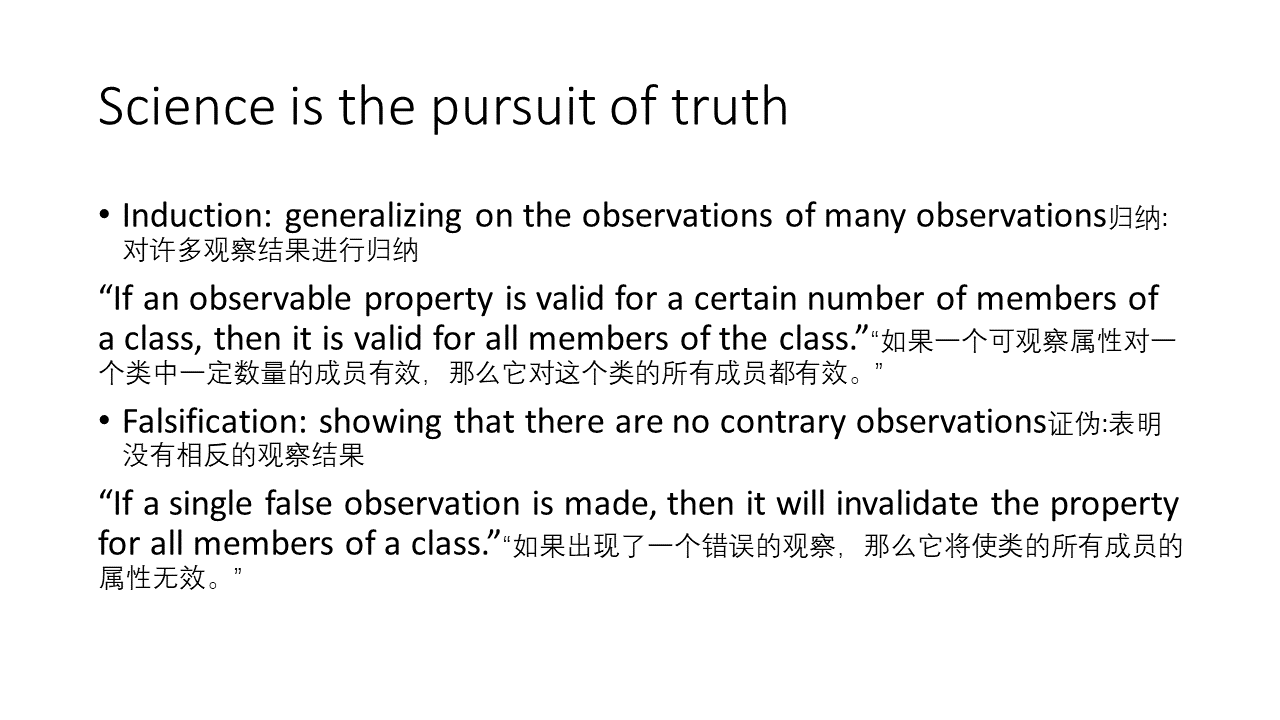 Science is the pursuit of truth
• Induction: generalizing on the observations of many observations归纳:
对许多观察结果进行归纳
“If an observable property is valid for a certain number of members of
a class, then it is valid for all members of the class.”“如果一个可观察属性对一
个类中一定数量的成员有效，那么它对这个类的所有成员都有效。”
• Falsification: showing that there are no contrary observations证伪:表明
没有相反的观察结果
“If a single false observation is made, then it will invalidate the property
for all members of a class.”“如果出现了一个错误的观察，那么它将使类的所有成员的
属性无效。”